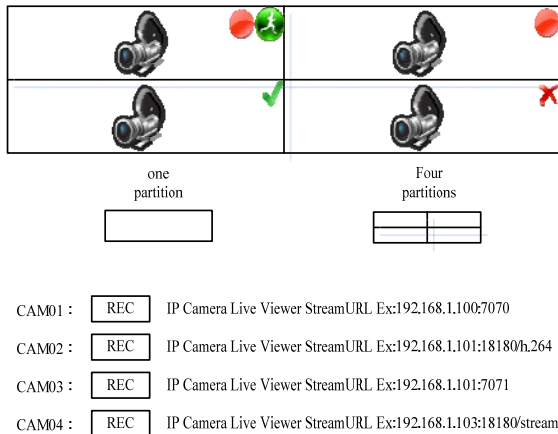 one
partition
Four
partitions
CAM01： REC IP Camera Live Viewer StreamURL Ex:192.168.1.100:7070
CAM02： REC IP Camera Live Viewer StreamURL Ex:192.168.1.101:18180/h.264
CAM03： REC IP Camera Live Viewer StreamURL Ex:192.168.1.101:7071
CAM04： REC IP Camera Live Viewer StreamURL Ex:192.168.1.103:18180/stream